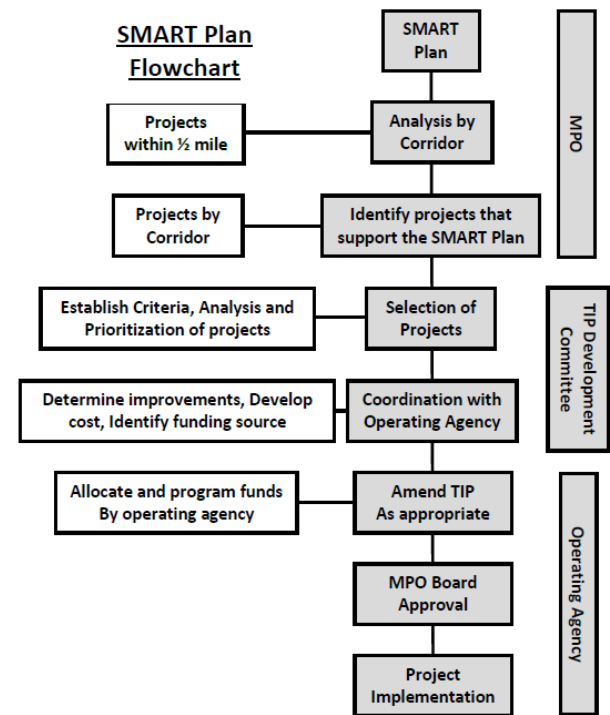 SMART Plan
Flowchart
SMART
Plan
Projects
within ½ mile
Analysis by
Corridor
Projects by
Corridor
Identify projects that
support the SMART Plan
MPO
Establish Criteria, Analysis and
Prioritization of projects
Selection of
Projects
Determine improvements, Develop
cost, Identify funding source
Coordination with
Operating Agency
TIP Development
Committee
Allocate and program funds
By operating agency
Amend TIP
As appropriate
MPO Board
Approval
Project
Implementation
Operating Agency